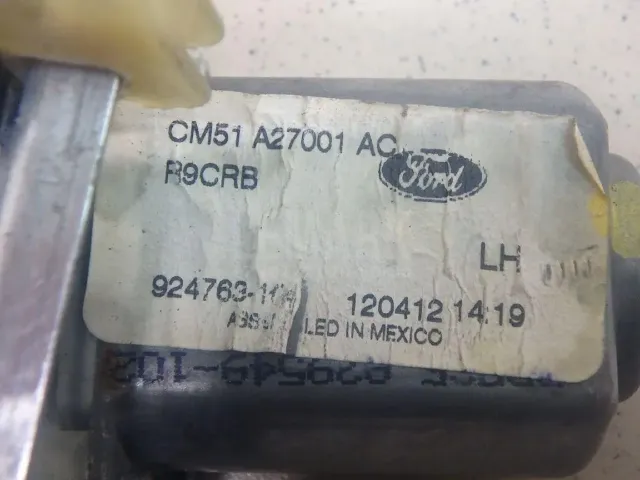 CM51 A27001 AC
R9CRB
Ford
LH
924763-10
120412 14:19
LED IN MEXICO